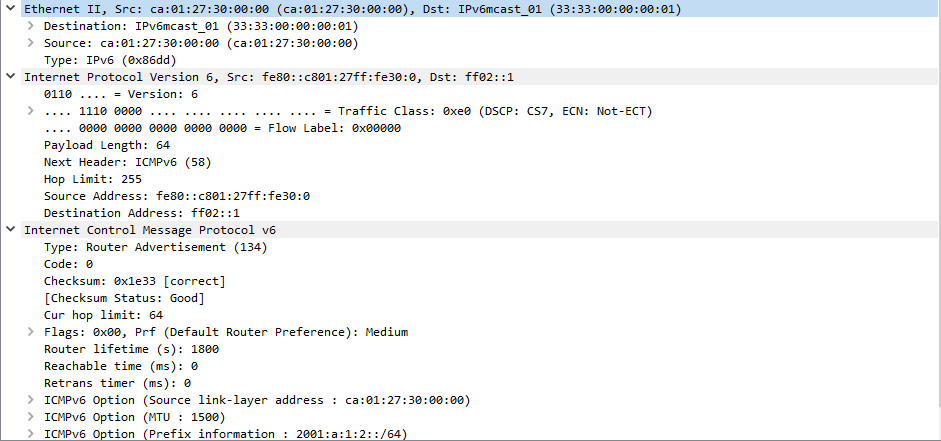 Ethernet II, Src: ca:01:27:30:00:00 (ca:01:27:30:00:00), Dst: IPv6mcast_01 (33:33:00:00:00:01)
Destination: IPv6mcast_01 (33:33:00:00:00:01)
Source: ca:01:27:30:00:00 (ca:01:27:30:00:00)
Type: IPv6 (0x86dd)
Internet Protocol Version 6, Src: fe80::c801:27ff:fe30:0, Dst: ff02::1
0110 .... = Version: 6
.... 1110 0000 .... .... .... .... .... = Traffic Class: 0xe0 (DSCP: CS7, ECN: Not-ECT)
.... 0000 0000 0000 0000 0000 = Flow Label: 0x00000
Payload Length: 64
Next Header: ICMPv6 (58)
Hop Limit: 255
Source Address: fe80::c801:27ff:fe30:0
Destination Address: ff02::1
Internet Control Message Protocol v6
Type: Router Advertisement (134)
Code: 0
Checksum: 0x1e33 [correct]
[Checksum Status: Good]
Cur hop limit: 64
Flags: 0x00, Prf (Default Router Preference): Medium
Router lifetime (s): 1800
Reachable time (ms): 0
Retrans timer (ms): 0
ICMPv6 Option (Source link-layer address : ca:01:27:30:00:00)
ICMPv6 Option (MTU : 1500)
ICMPv6 Option (Prefix information : 2001:a:1:2::/64)